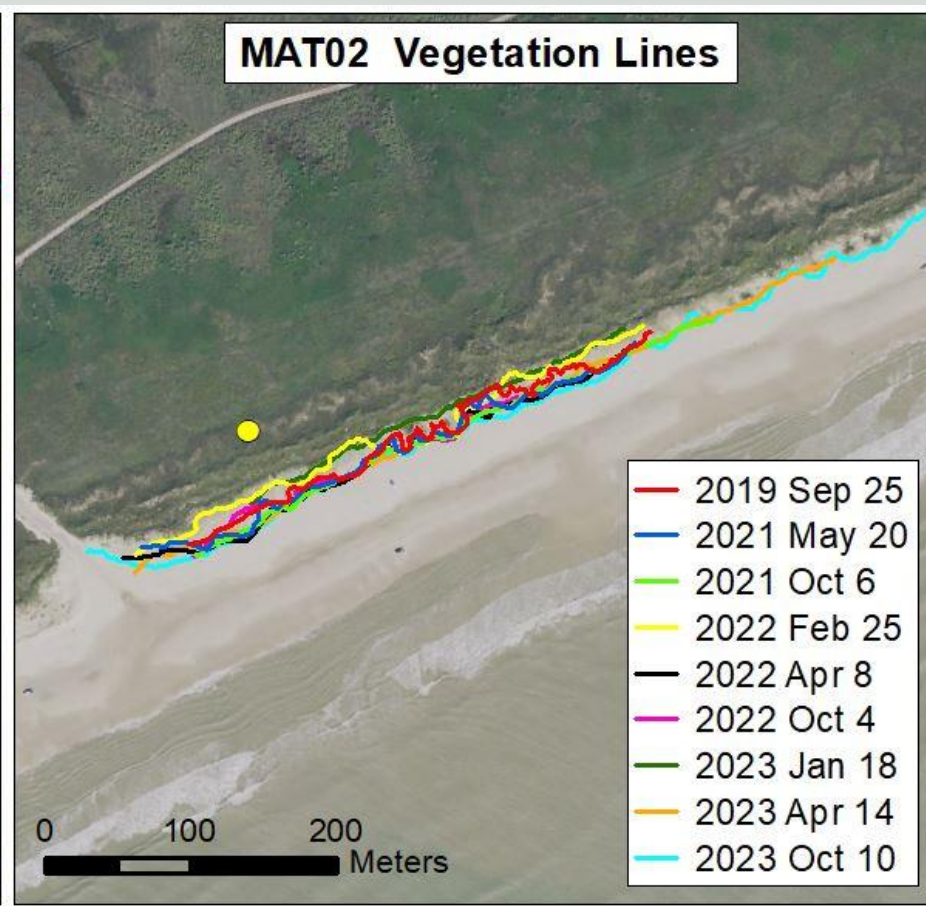 MAT02 Vegetation Lines
2019 Sep 25
2021 May 20
2021 Oct 6
2022 Feb 25
2022 Apr 8
2022 Oct 4
2023 Jan 18
2023 Apr 14
2023 Oct 10
0 100 200
Meters